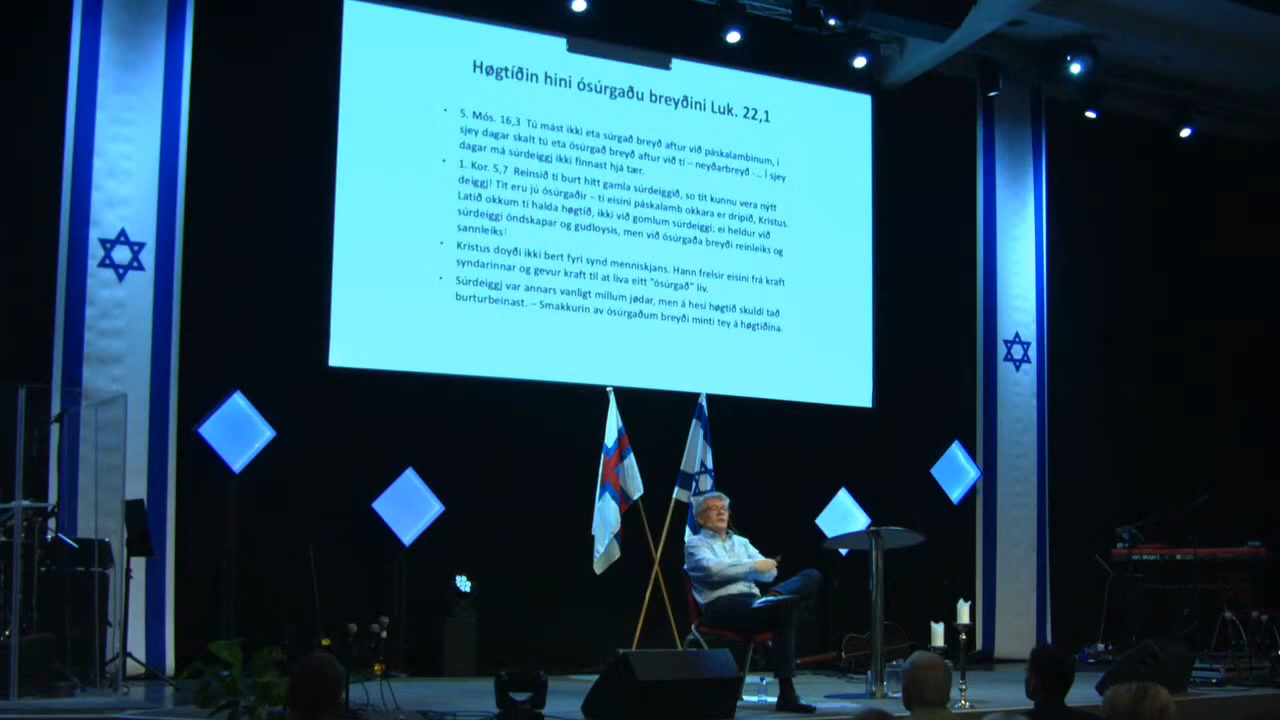 Høgtíðin hini ósúrgaðu breyðini Luk. 22,1
• 5. Mós. 16,3 Tú mást ikki eta súrgað breyð aftur við páskalambinum, í
sjey dagar skalt tú eta ósúrgað breyð aftur við tí – neyðarbreyð -... Í sjey
dagar má súrdeiggj ikki finnast hjá tær.
• 1. Kor. 5,7 Reinsið tí burt hitt gamla súrdeiggið, so tit kunnu vera nýtt
deiggj! Tit eru jú ósúrgaðir – tí eisini páskalamb okkara er dripið, Kristus.
Latið okkum tí halda høgtíð, ikki við gomlum súrdeiggi; ei heldur við
súrdeiggi óndskapar og gudloysis, men við ósúrgaða breyði reinleiks og
sannleiks!
• Kristus doyði ikki bert fyri synd menniskjans. Hann frelsir eisini frá kraft
syndarinnar og gevur kraft til at liva eitt "ósúrgað" lív.
• Súrdeiggj var annars vanligt millum jødar, men á hesi høgtíð skuldi tað
burturbeinast. – Smakkurin av ósúrgaðum breyði minti tey á høgtíðina.